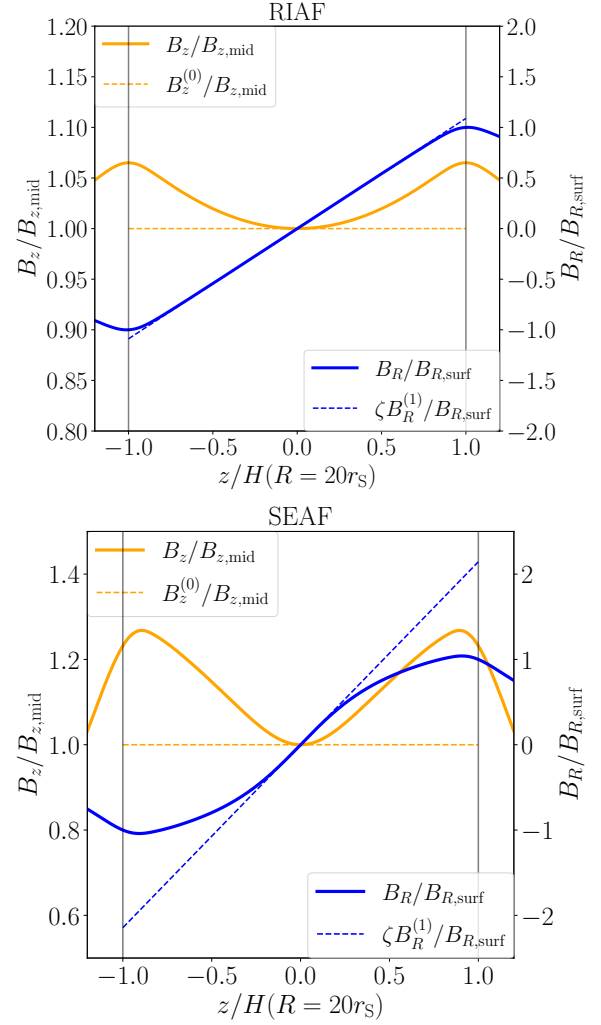 RIAF
B_z/B_{z,mid}
B_z^{(0)}/B_{z,mid}
B_R/B_{R,surf}
ζB_R^{(1)}/B_{R,surf}
1.20
1.15
1.10
1.05
1.00
0.95
0.90
0.85
0.80
B_z/B_{z,mid}
2.0
1.5
1.0
0.5
0.0
−0.5
−1.0
−1.5
−2.0
B_R/B_{R,surf}
−1.0 −0.5 0.0 0.5 1.0
z/H(R = 20r_S)
SEAF
B_z/B_{z,mid}
B_z^{(0)}/B_{z,mid}
B_R/B_{R,surf}
ζB_R^{(1)}/B_{R,surf}
1.4
1.2
1.0
0.8
0.6
B_z/B_{z,mid}
2
1
0
−1
−2
B_R/B_{R,surf}
−1.0 −0.5 0.0 0.5 1.0
z/H(R = 20r_S)